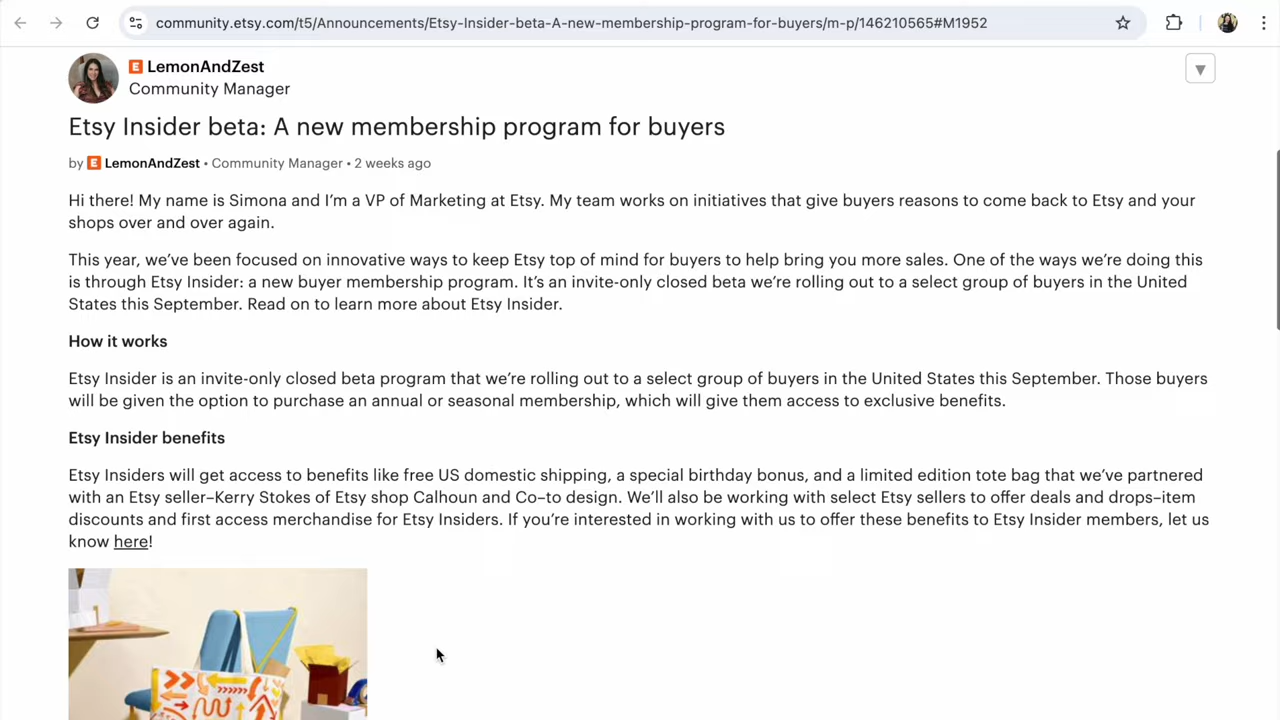 community.etsy.com/t5/Announcements/Etsy-Insider-beta-A-new-membership-program-for-buyers/m-p/146210565#M1952
E LemonAndZest
Community Manager
Etsy Insider beta: A new membership program for buyers
by E LemonAndZest • Community Manager • 2 weeks ago
Hi there! My name is Simona and I’m a VP of Marketing at Etsy. My team works on initiatives that give buyers reasons to come back to Etsy and your
shops over and over again.
This year, we’ve been focused on innovative ways to keep Etsy top of mind for buyers to help bring you more sales. One of the ways we’re doing this
is through Etsy Insider: a new buyer membership program. It’s an invite-only closed beta we’re rolling out to a select group of buyers in the United
States this September. Read on to learn more about Etsy Insider.
How it works
Etsy Insider is an invite-only closed beta program that we’re rolling out to a select group of buyers in the United States this September. Those buyers
will be given the option to purchase an annual or seasonal membership, which will give them access to exclusive benefits.
Etsy Insider benefits
Etsy Insiders will get access to benefits like free US domestic shipping, a special birthday bonus, and a limited edition tote bag that we’ve partnered
with an Etsy seller–Kerry Stokes of Etsy shop Calhoun and Co–to design. We’ll also be working with select Etsy sellers to offer deals and drops–item
discounts and first access merchandise for Etsy Insiders. If you’re interested in working with us to offer these benefits to Etsy Insider members, let us
know here!